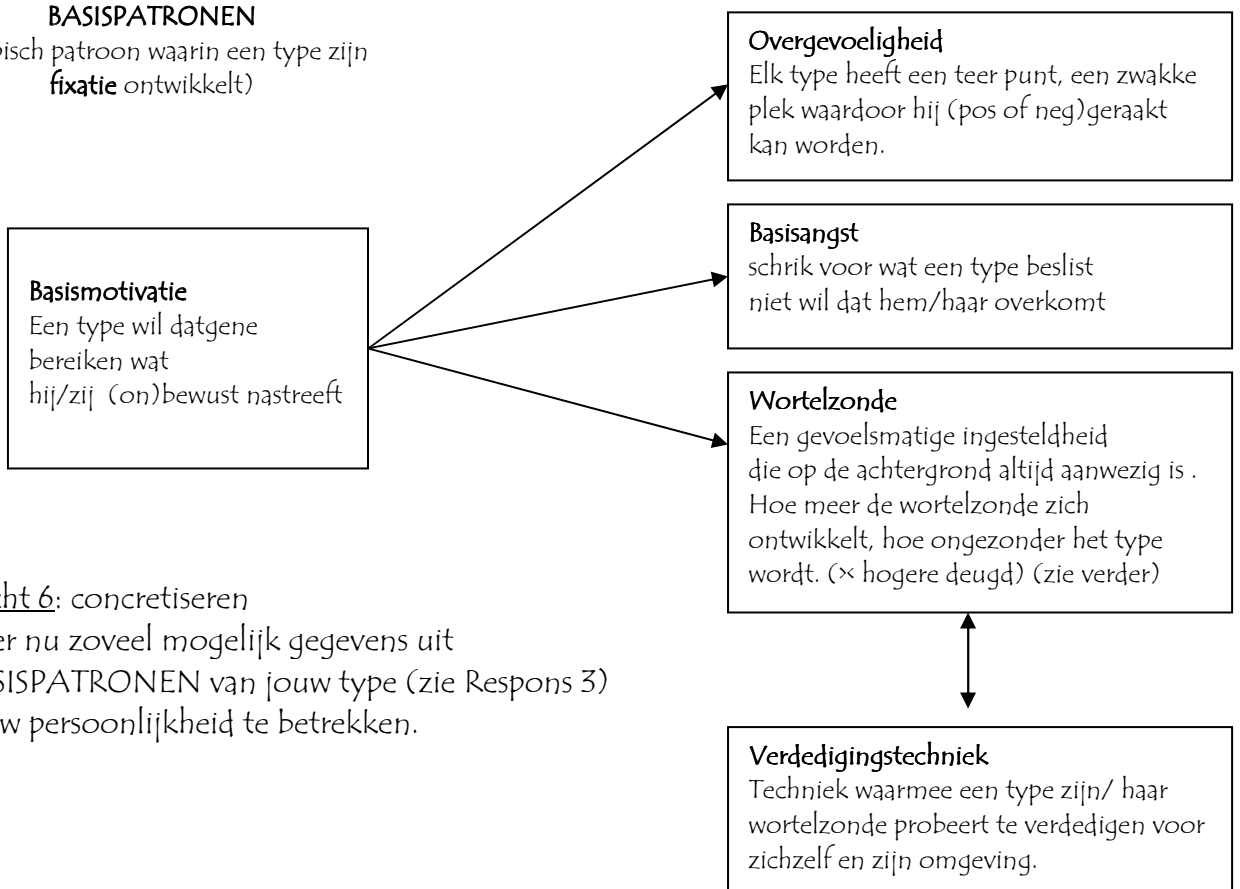 BASISPATRONEN
isch patroon waarin een type zijn
fixatie ontwikkelt)
Overgevoeligheid
Elk type heeft een teer punt, een zwakke
plek waardoor hij (pos of neg)geraakt
kan worden.
Basismotivatie
Een type wil datgene
bereiken wat
hij/zij (on)bewust nastreeft
Basisangst
schrik voor wat een type beslist
niet wil dat hem/haar overkomt
Wortelzonde
Een gevoelsmatige ingesteldheid
die op de achtergrond altijd aanwezig is .
Hoe meer de wortelzonde zich
ontwikkelt, hoe ongezonder het type
wordt. (>< hogere deugd) (zie verder)
cht 6: concretiseren
er nu zoveel mogelijk gegevens uit
SISPATRONEN van jouw type (zie Respons 3)
uw persoonlijkheid te betrekken.
Verdedigingstechniek
Techniek waarmee een type zijn/ haar
wortelzonde probeert te verdedigen voor
zichzelf en zijn omgeving.